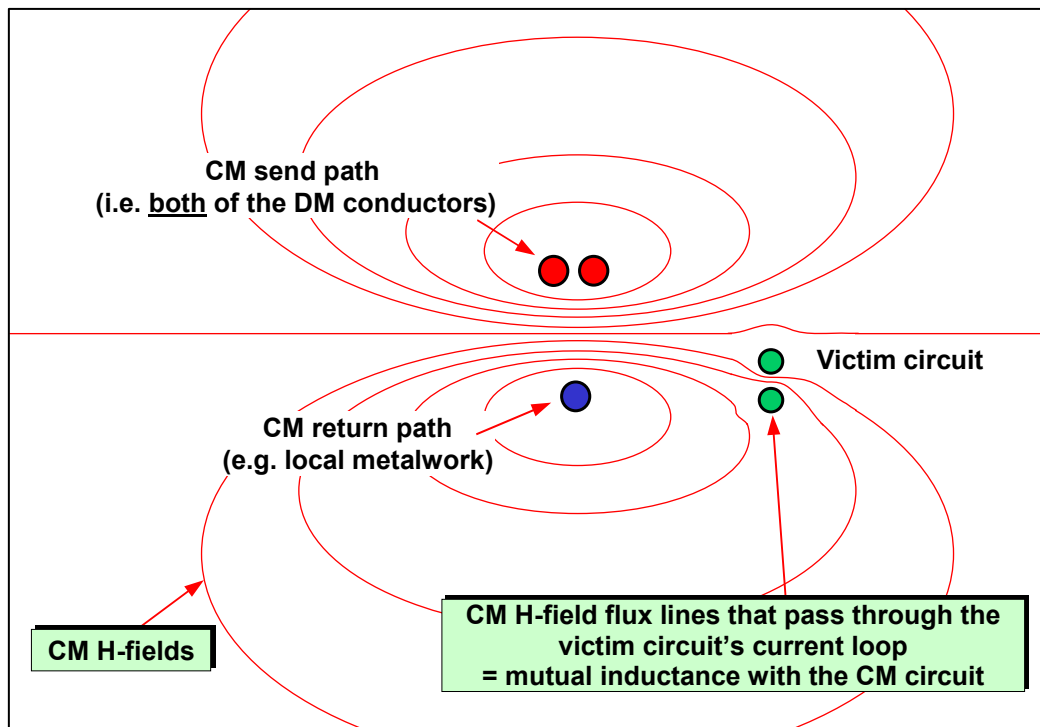 CM send path
(i.e. both of the DM conductors)
Victim circuit
CM return path
(e.g. local metalwork)
CM H-fields
CM H-field flux lines that pass through the
victim circuit's current loop
= mutual inductance with the CM circuit